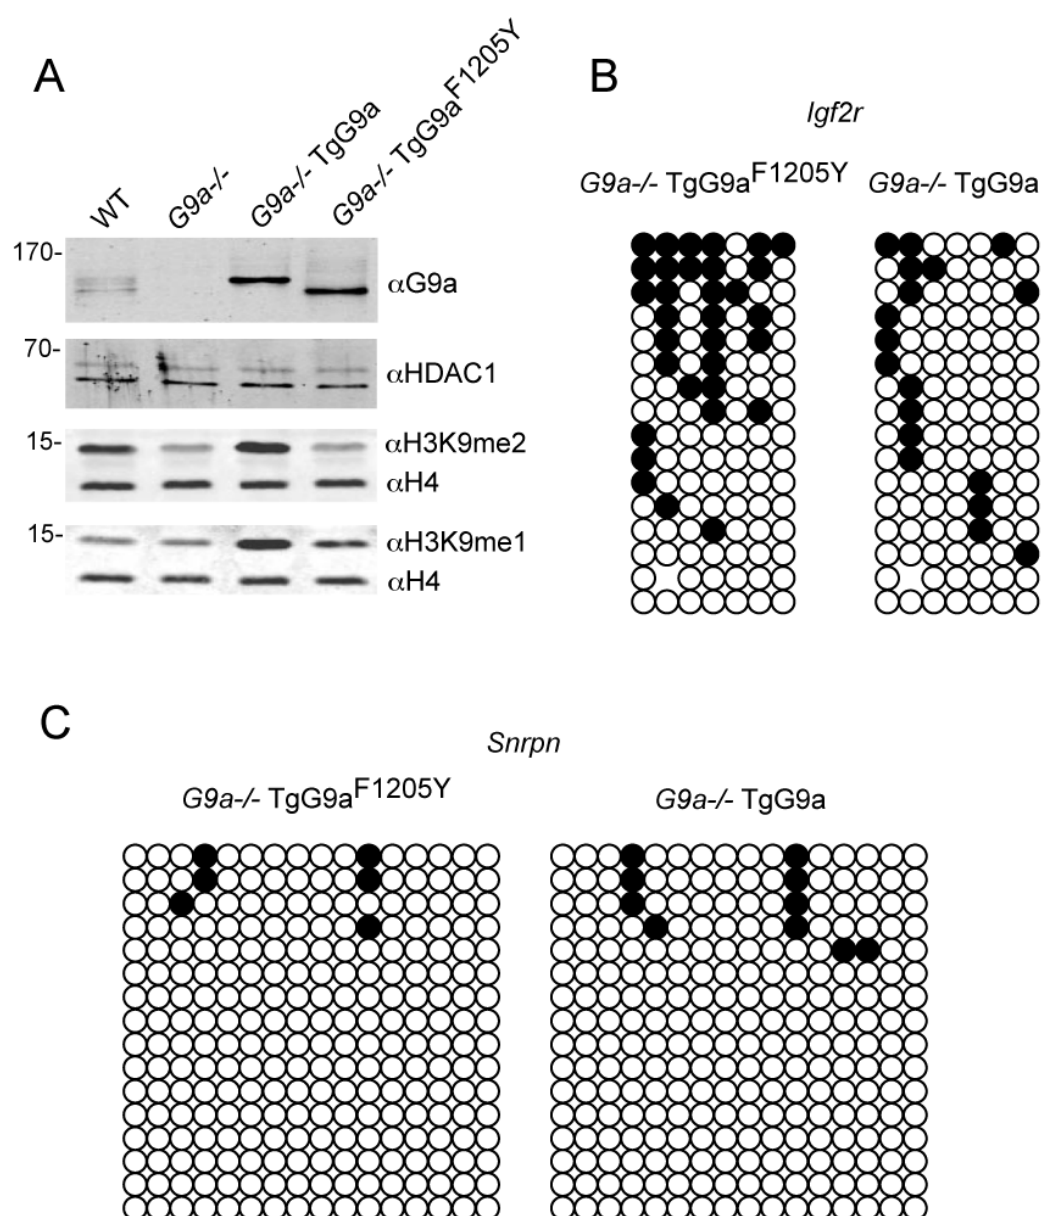 A
WT
G9a-/-
G9a-/- TgG9a
G9a-/- TgG9aF1205Y
170-
αG9a
70-
αHDAC1
15-
αH3K9me2
αH4
15-
αH3K9me1
αH4
B
Igf2r
G9a-/- TgG9aF1205Y
G9a-/- TgG9a
C
Snrpn
G9a-/- TgG9aF1205Y
G9a-/- TgG9a